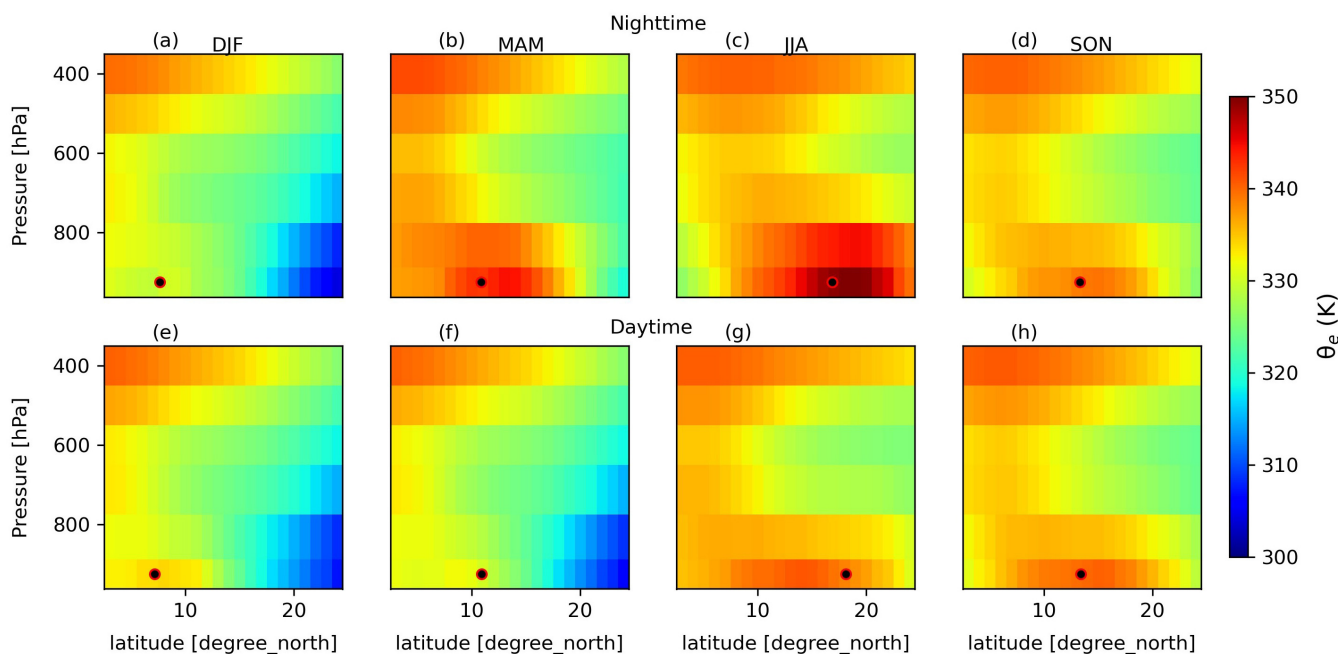 Nighttime
(a) DJF (b) MAM (c) JJA (d) SON
Pressure [hPa]
400
600
800
Daytime
(e) (f) (g) (h)
Pressure [hPa]
400
600
800
10 20 10 20 10 20 10 20
latitude [degree_north] latitude [degree_north] latitude [degree_north] latitude [degree_north]
350
340
330
320
310
300
θe (K)